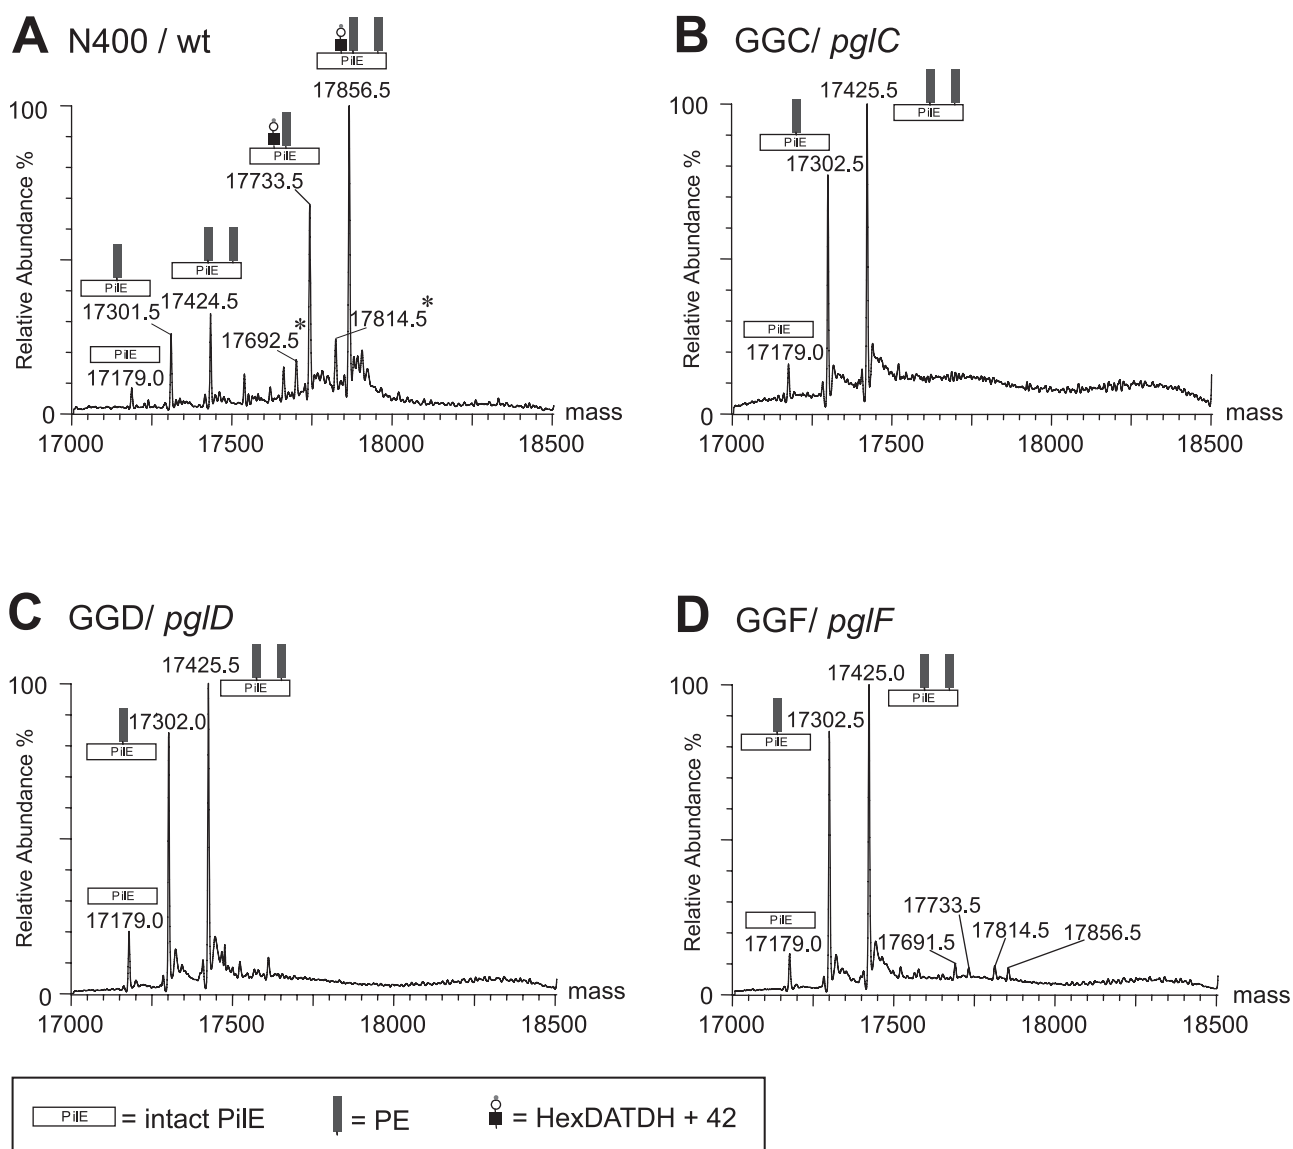 A N400 / wt
PilE
17856.5
100
PilE
17733.5
PilE
PilE
17301.5
17424.5
17692.5*
17814.5*
PilE
17179.0
Relative Abundance %
0
mass
17000 17500 18000 18500
B GGC/ pglC
17425.5
PilE
100
PilE
17302.5
PilE
17179.0
Relative Abundance %
0
mass
17000 17500 18000 18500
C GGD/ pglD
17425.5
PilE
100
17302.0
PilE
PilE
17179.0
Relative Abundance %
0
mass
17000 17500 18000 18500
D GGF/ pglF
17425.0
PilE
100
17302.5
PilE
PilE
17179.0
17691.5
17733.5
17814.5
17856.5
Relative Abundance %
0
mass
17000 17500 18000 18500
PilE = intact PilE = PE = HexDATDH + 42